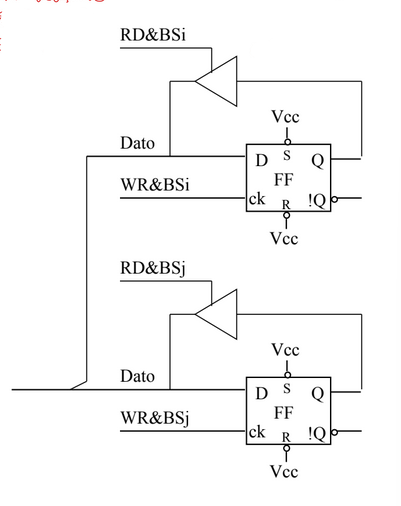 RD&BSi
Vcc
Dato
D S Q
FF
WR&BSi
ck R !Q
Vcc
RD&BSj
Vcc
Dato
D S Q
FF
WR&BSj
ck R !Q
Vcc